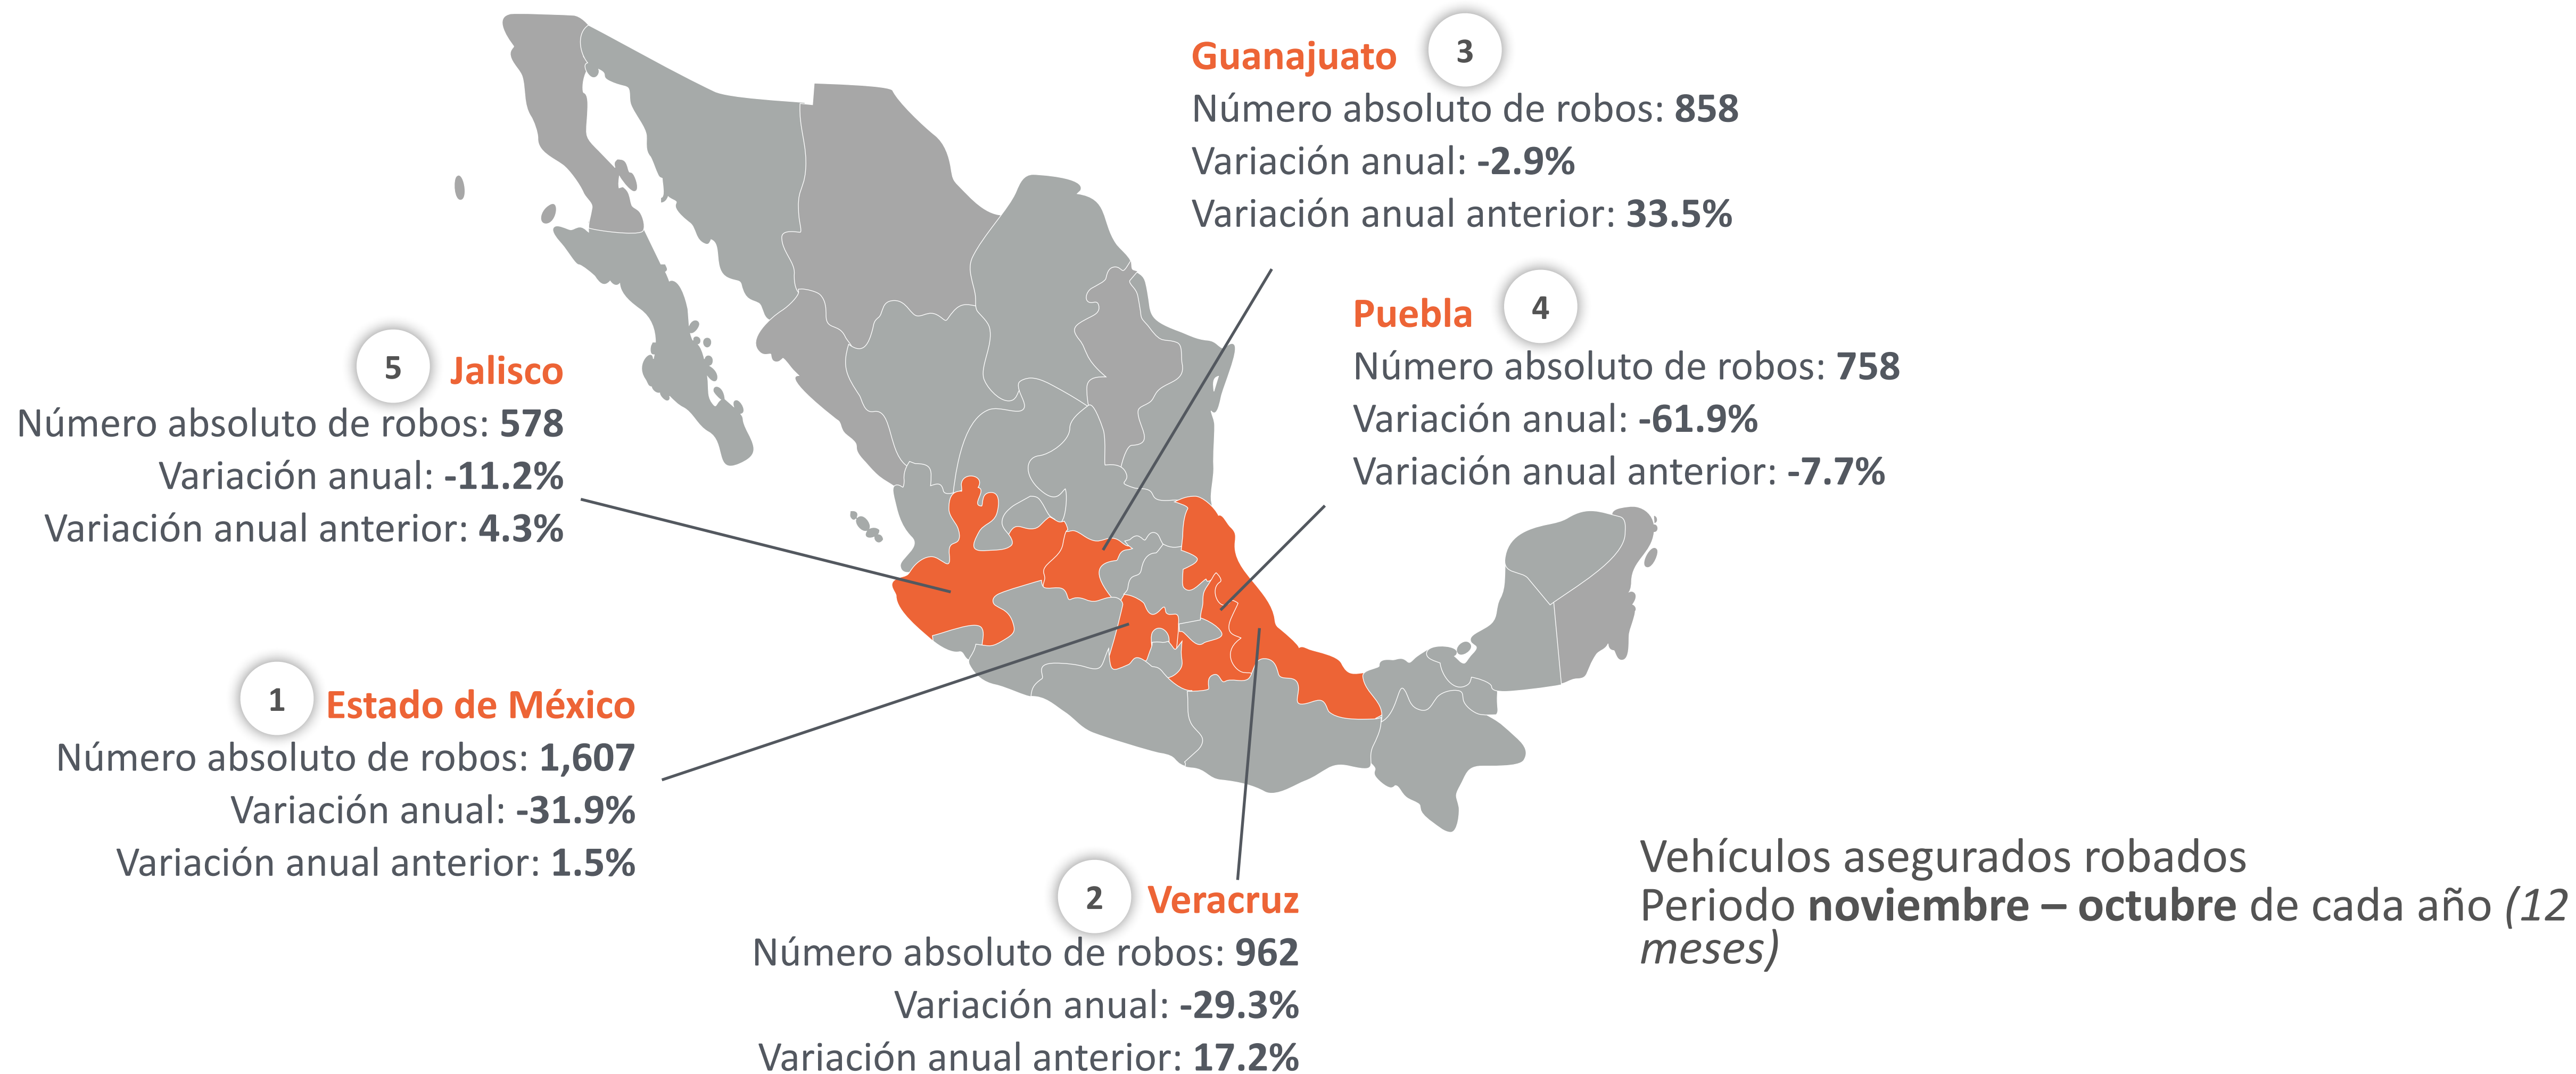 Guanajuato 3
Número absoluto de robos: 858
Variación anual: -2.9%
Variación anual anterior: 33.5%
Puebla 4
Número absoluto de robos: 758
Variación anual: -61.9%
Variación anual anterior: -7.7%
5 Jalisco
Número absoluto de robos: 578
Variación anual: -11.2%
Variación anual anterior: 4.3%
1 Estado de México
Número absoluto de robos: 1,607
Variación anual: -31.9%
Variación anual anterior: 1.5%
2 Veracruz
Número absoluto de robos: 962
Variación anual: -29.3%
Variación anual anterior: 17.2%
Vehículos asegurados robados
Periodo noviembre – octubre de cada año (12
meses)